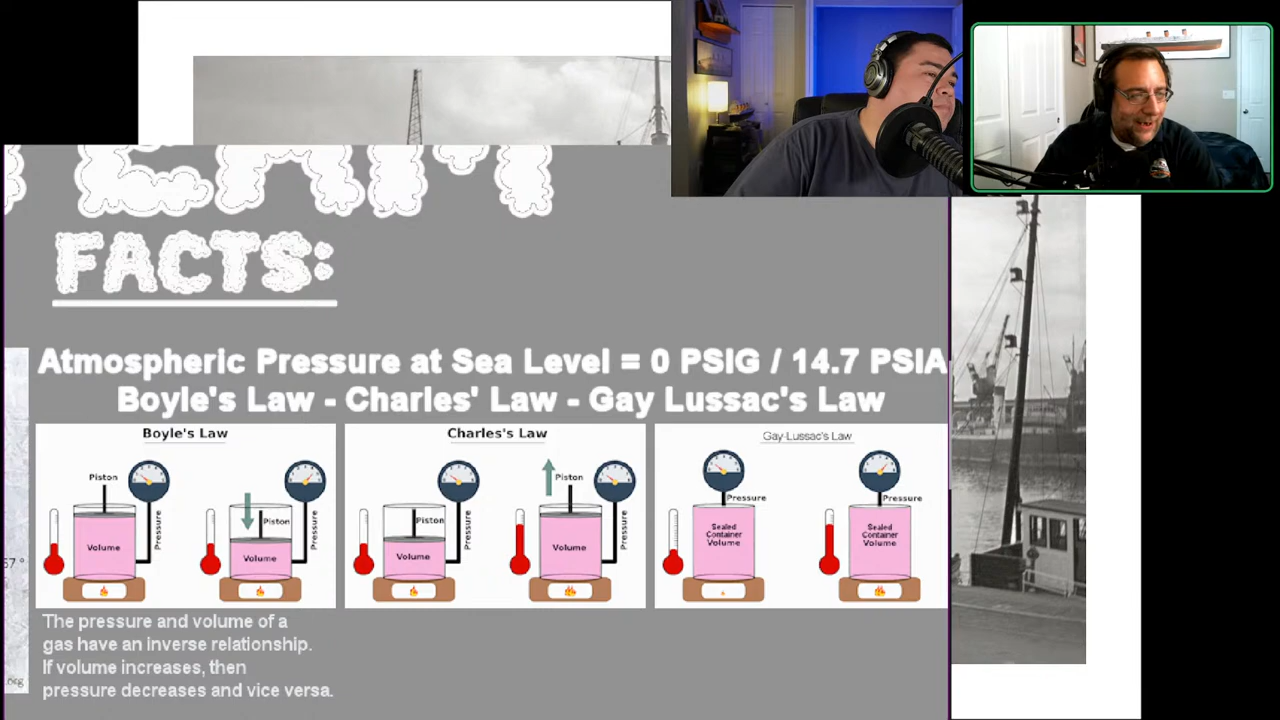 EAM
FACTS:
Atmospheric Pressure at Sea Level = 0 PSIG / 14.7 PSIA
Boyle's Law - Charles' Law - Gay Lussac's Law
Boyle's Law
Piston
Pressure
Volume
Piston
Pressure
Volume
Charles's Law
Piston
Pressure
Volume
Piston
Pressure
Volume
Gay-Lussac's Law
Pressure
Sealed
Container
Volume
Pressure
Sealed
Container
Volume
The pressure and volume of a
gas have an inverse relationship.
If volume increases, then
pressure decreases and vice versa.
57°